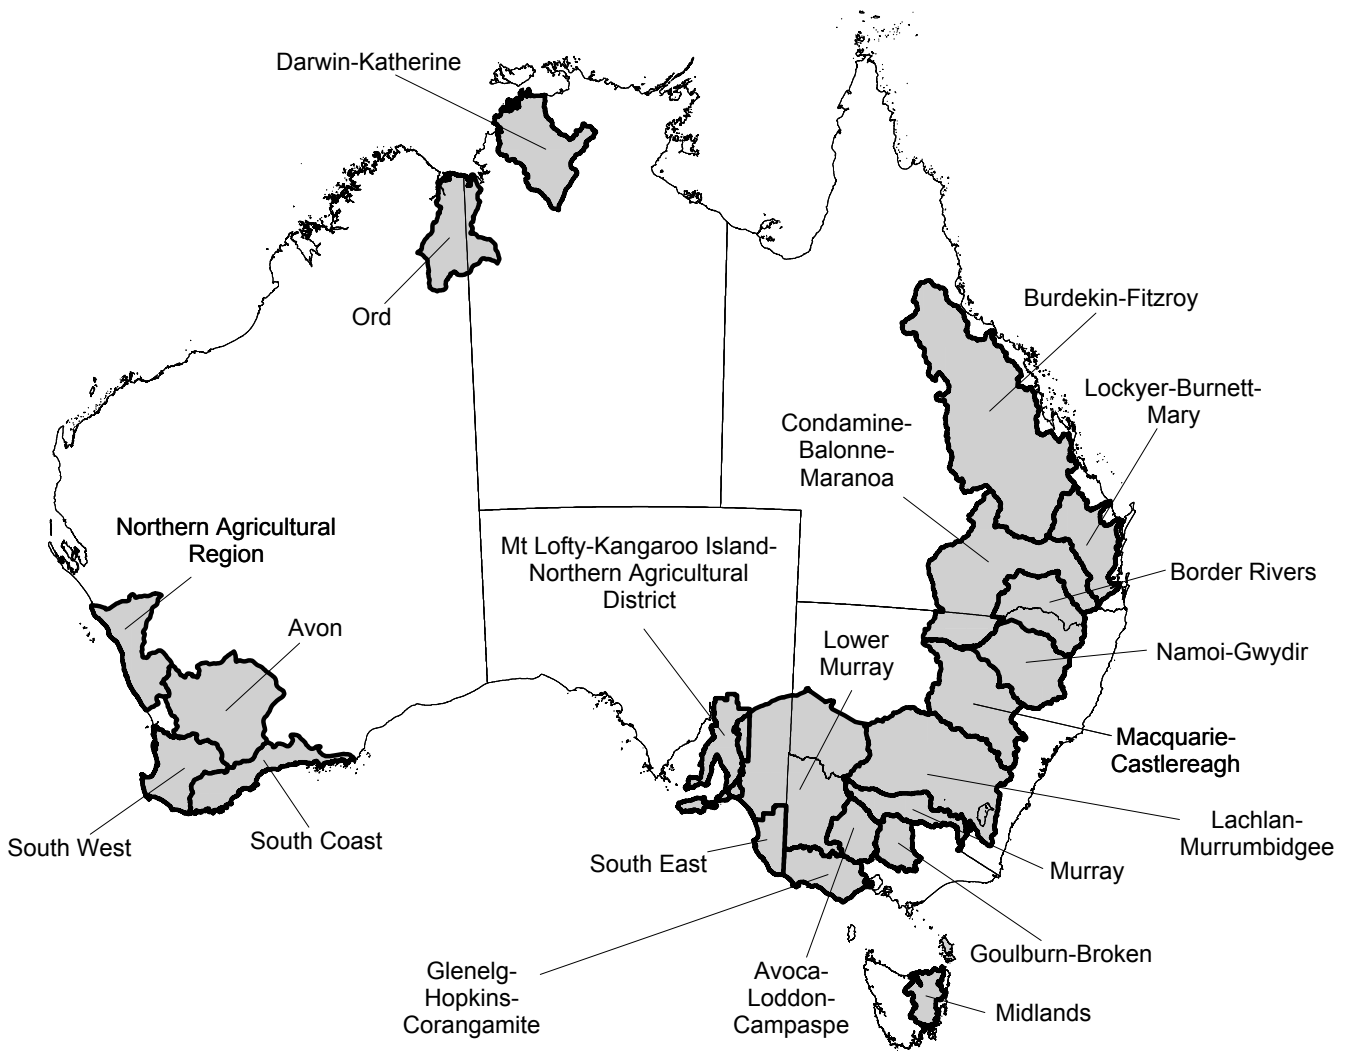 Darwin-Katherine
Ord
Burdekin-Fitzroy
Lockyer-Burnett-
Mary
Condamine-
Balonne-
Maranoa
Northern Agricultural
Region
Mt Lofty-Kangaroo Island-
Northern Agricultural
District
Border Rivers
Avon
Lower
Murray
Namoi-Gwydir
Macquarie-
Castlereagh
South West
South Coast
South East
Lachlan-
Murrumbidgee
Murray
Goulburn-Broken
Glenelg-
Hopkins-
Corangamite
Avoca-
Loddon-
Campaspe
Midlands